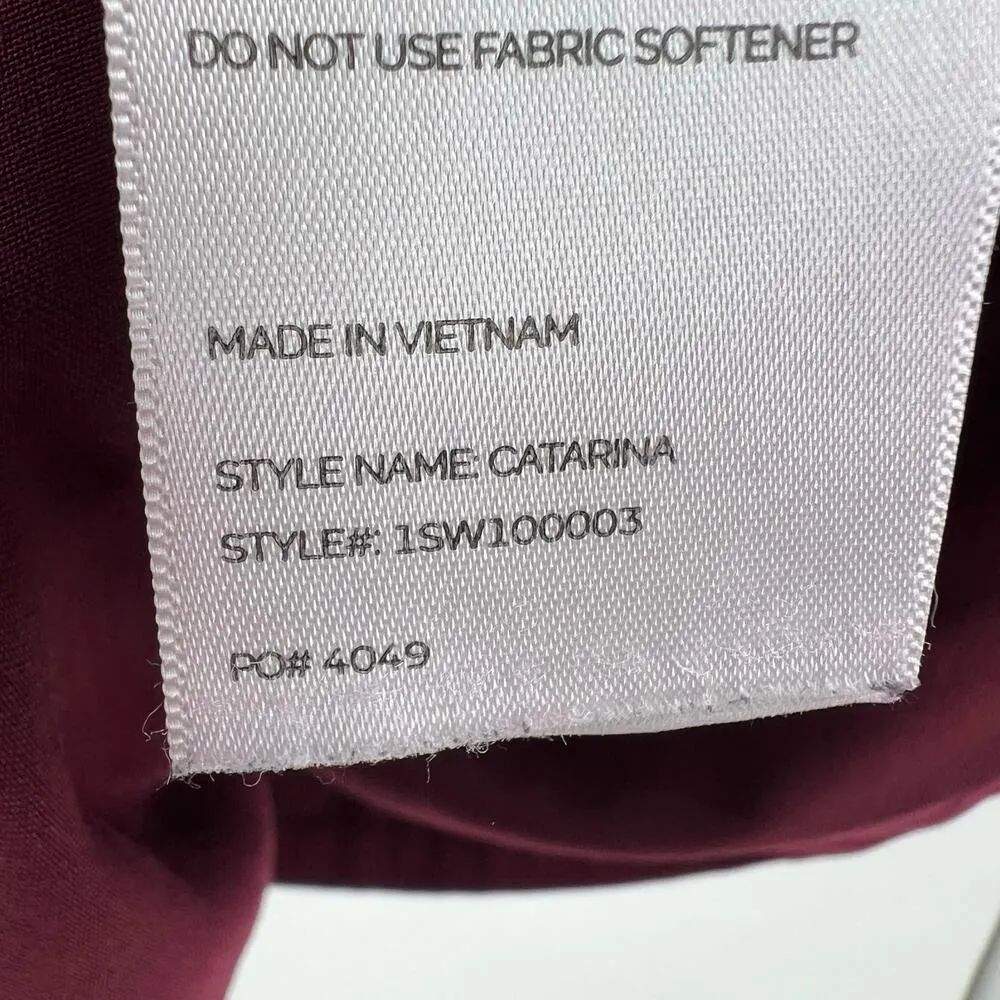 DO NOT USE FABRIC SOFTENER
MADE IN VIETNAM
STYLE NAME: CATARINA
STYLE#: 1SW100003
PO# 4049